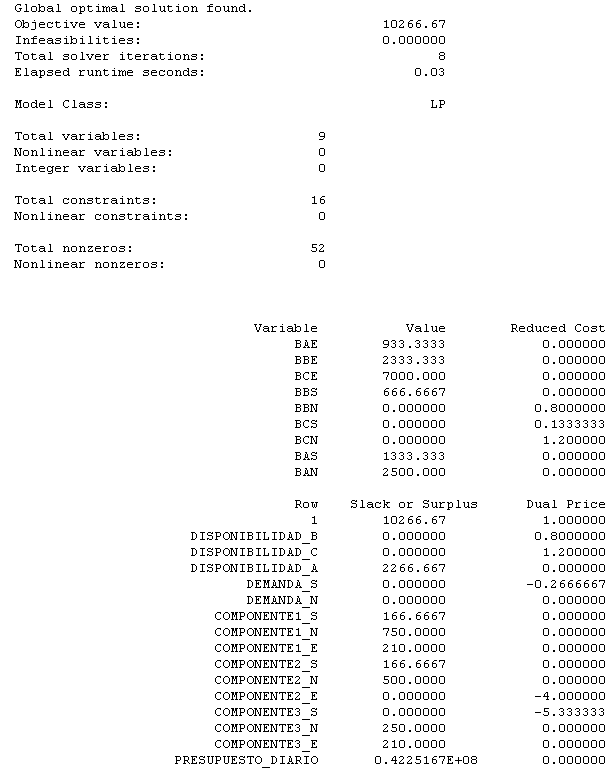 Global optimal solution found.
Objective value: 10266.67
Infeasibilities: 0.000000
Total solver iterations: 8
Elapsed runtime seconds: 0.03
Model Class: LP
Total variables: 9
Nonlinear variables: 0
Integer variables: 0
Total constraints: 16
Nonlinear constraints: 0
Total nonzeros: 52
Nonlinear nonzeros: 0
Variable Value Reduced Cost
BAE 933.3333 0.000000
BBE 2333.333 0.000000
BCE 7000.000 0.000000
BBS 666.6667 0.000000
BBN 0.000000 0.8000000
BCS 0.000000 0.1333333
BCN 0.000000 1.200000
BAS 1333.333 0.000000
BAN 2500.000 0.000000
Row Slack or Surplus Dual Price
1 10266.67 1.000000
DISPONIBILIDAD_B 0.000000 0.8000000
DISPONIBILIDAD_C 0.000000 1.200000
DISPONIBILIDAD_A 2266.667 0.000000
DEMANDA_S 0.000000 -0.2666667
DEMANDA_N 0.000000 0.000000
COMPONENTE1_S 166.6667 0.000000
COMPONENTE1_N 750.0000 0.000000
COMPONENTE1_E 210.0000 0.000000
COMPONENTE2_S 166.6667 0.000000
COMPONENTE2_N 500.0000 0.000000
COMPONENTE2_E 0.000000 -4.000000
COMPONENTE3_S 0.000000 -5.333333
COMPONENTE3_N 250.0000 0.000000
COMPONENTE3_E 210.0000 0.000000
PRESUPUESTO_DIARIO 0.4225167E+08 0.000000